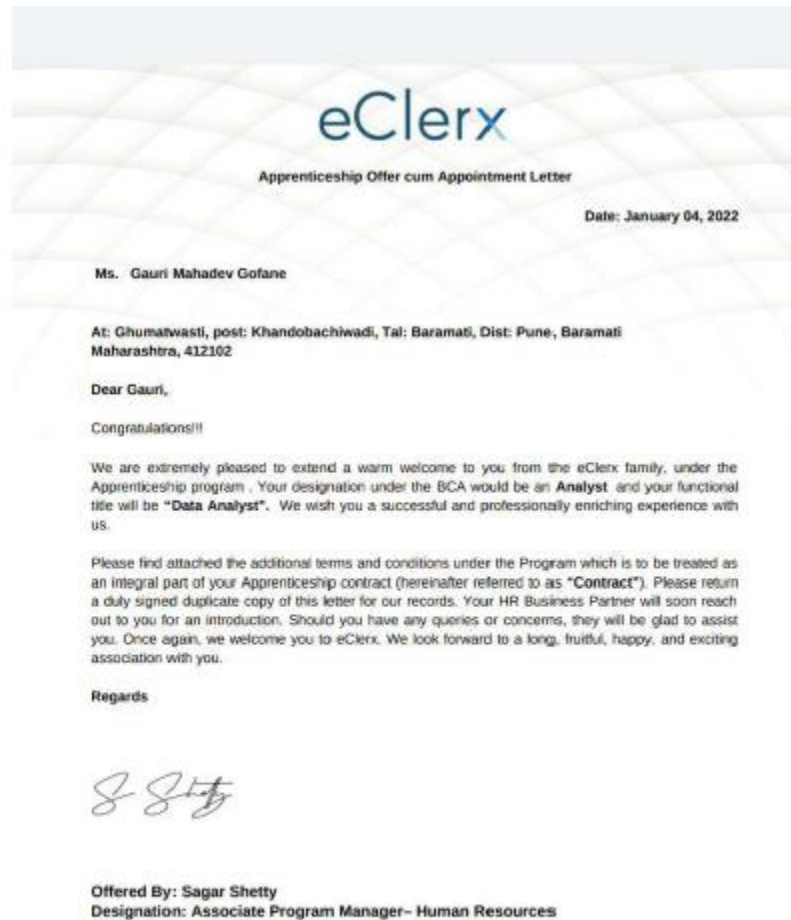 eClerx
Apprenticeship Offer cum Appointment Letter
Date: January 04, 2022
Ms. Gauri Mahadev Gofane
At: Ghumatwasti, post: Khandobachiwadi, Tal: Baramati, Dist: Pune, Baramati
Maharashtra, 412102
Dear Gauri,
Congratulations!!!
We are extremely pleased to extend a warm welcome to you from the eClerx family, under the
Apprenticeship program . Your designation under the BCA would be an Analyst and your functional
title will be “Data Analyst”. We wish you a successful and professionally enriching experience with
us.
Please find attached the additional terms and conditions under the Program which is to be treated as
an integral part of your Apprenticeship contract (hereinafter referred to as “Contract”). Please return
a duly signed duplicate copy of this letter for our records. Your HR Business Partner will soon reach
out to you for an introduction. Should you have any queries or concerns, they will be glad to assist
you. Once again, we welcome you to eClerx. We look forward to a long, fruitful, happy, and exciting
association with you.
Regards
S Shetty
Offered By: Sagar Shetty
Designation: Associate Program Manager– Human Resources